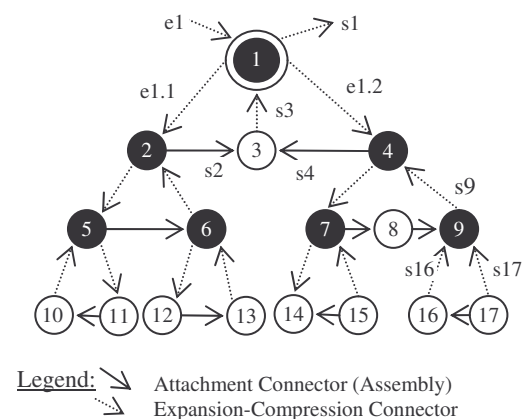 e1
s1
1
e1.1
e1.2
s3
2
3
4
s2
s4
s9
5
6
7
8
9
s16
s17
10
11
12
13
14
15
16
17
Legend:
Attachment Connector (Assembly)
Expansion-Compression Connector